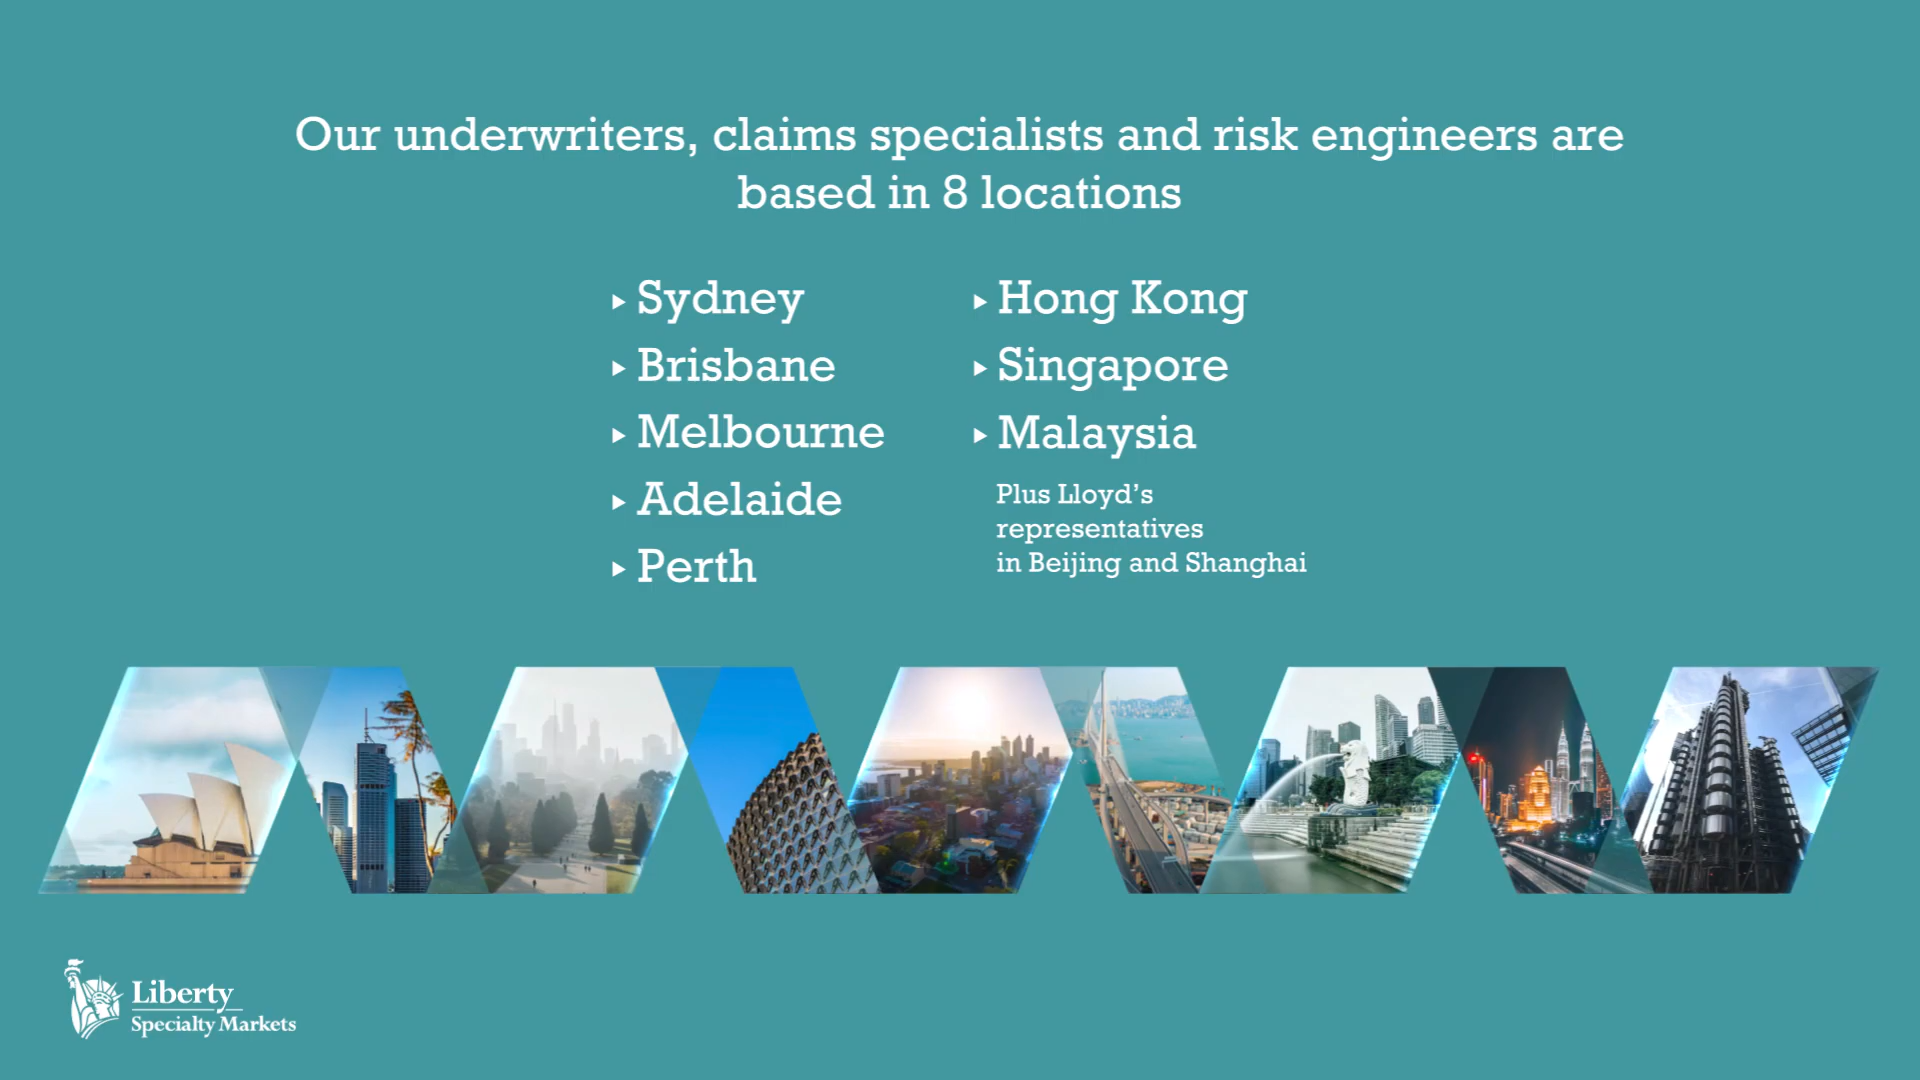 Our underwriters, claims specialists and risk engineers are
based in 8 locations
Sydney
Brisbane
Melbourne
Adelaide
Perth
Hong Kong
Singapore
Malaysia
Plus Lloyd's
representatives
in Beijing and Shanghai
Liberty
Specialty Markets